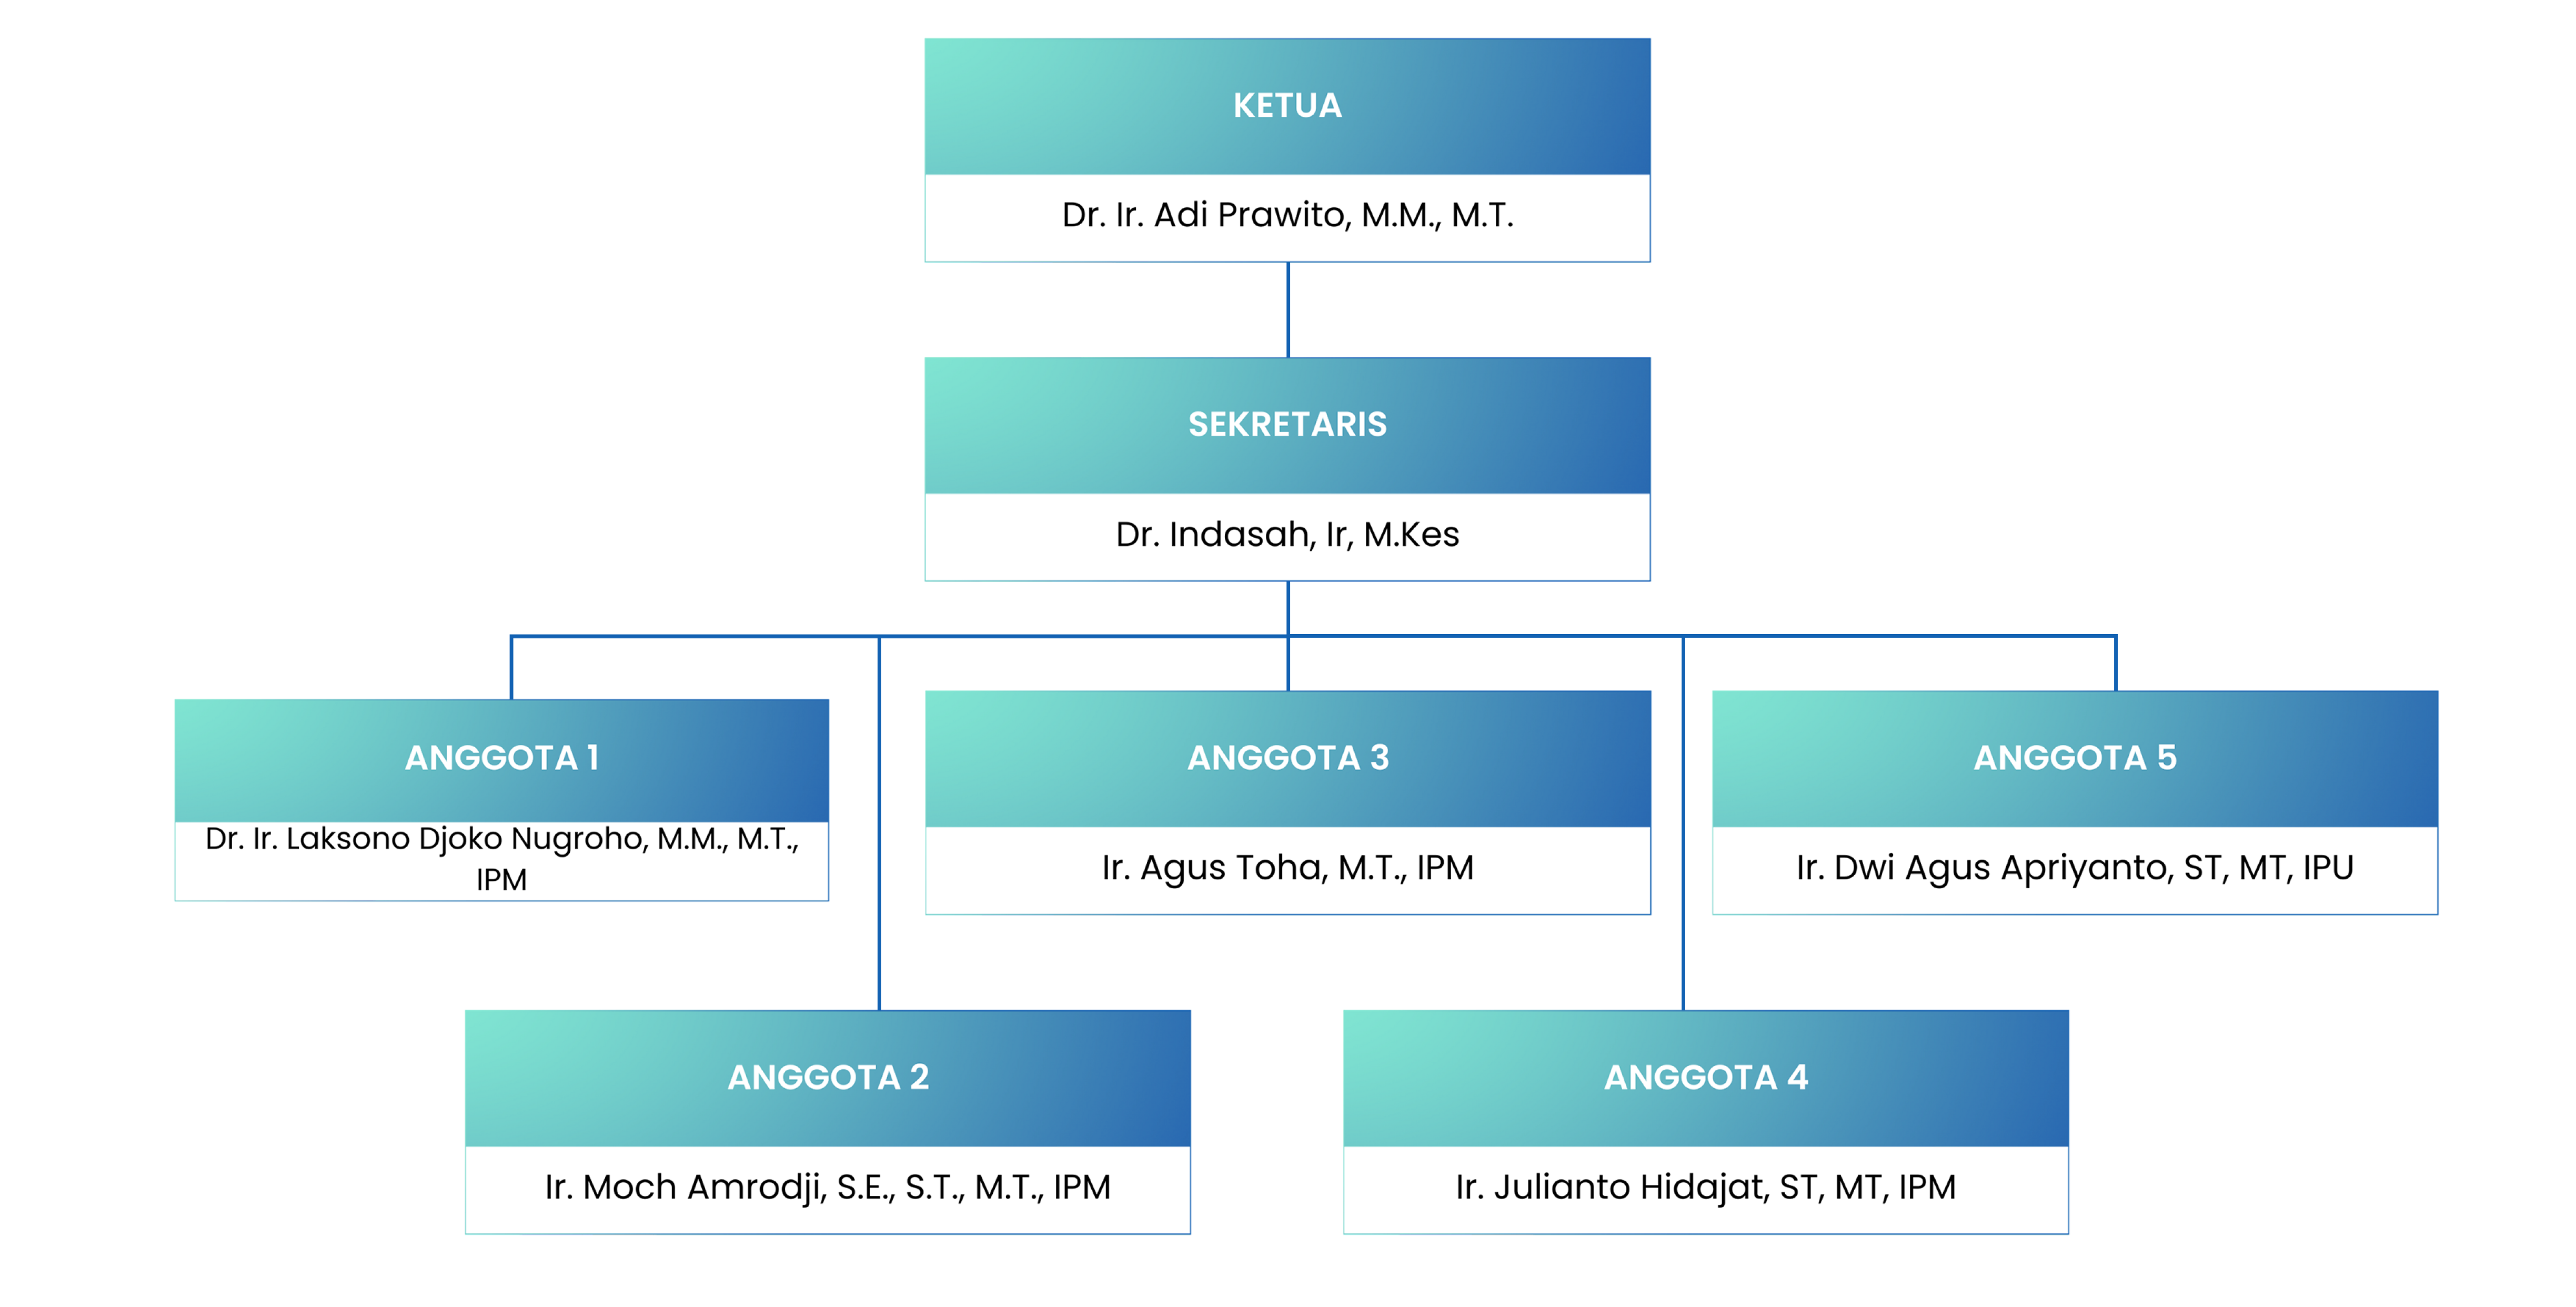 KETUA
Dr. Ir. Adi Prawito, M.M., M.T.
SEKRETARIS
Dr. Indasah, Ir, M.Kes
ANGGOTA 1
Dr. Ir. Laksono Djoko Nugroho, M.M., M.T.,
IPM
ANGGOTA 3
Ir. Agus Toha, M.T., IPM
ANGGOTA 5
Ir. Dwi Agus Apriyanto, ST, MT, IPU
ANGGOTA 2
Ir. Moch Amrodji, S.E., S.T., M.T., IPM
ANGGOTA 4
Ir. Julianto Hidajat, ST, MT, IPM